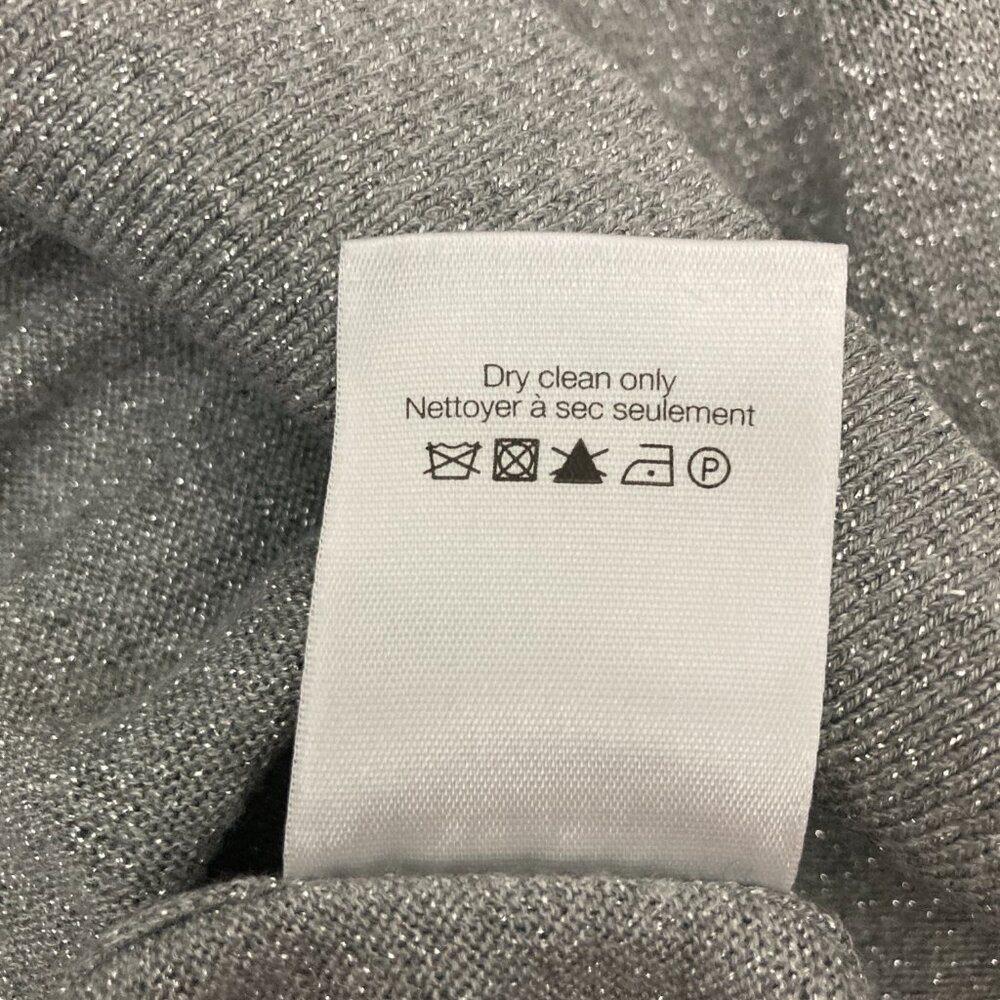 Dry clean only
Nettoyer à sec seulement
P